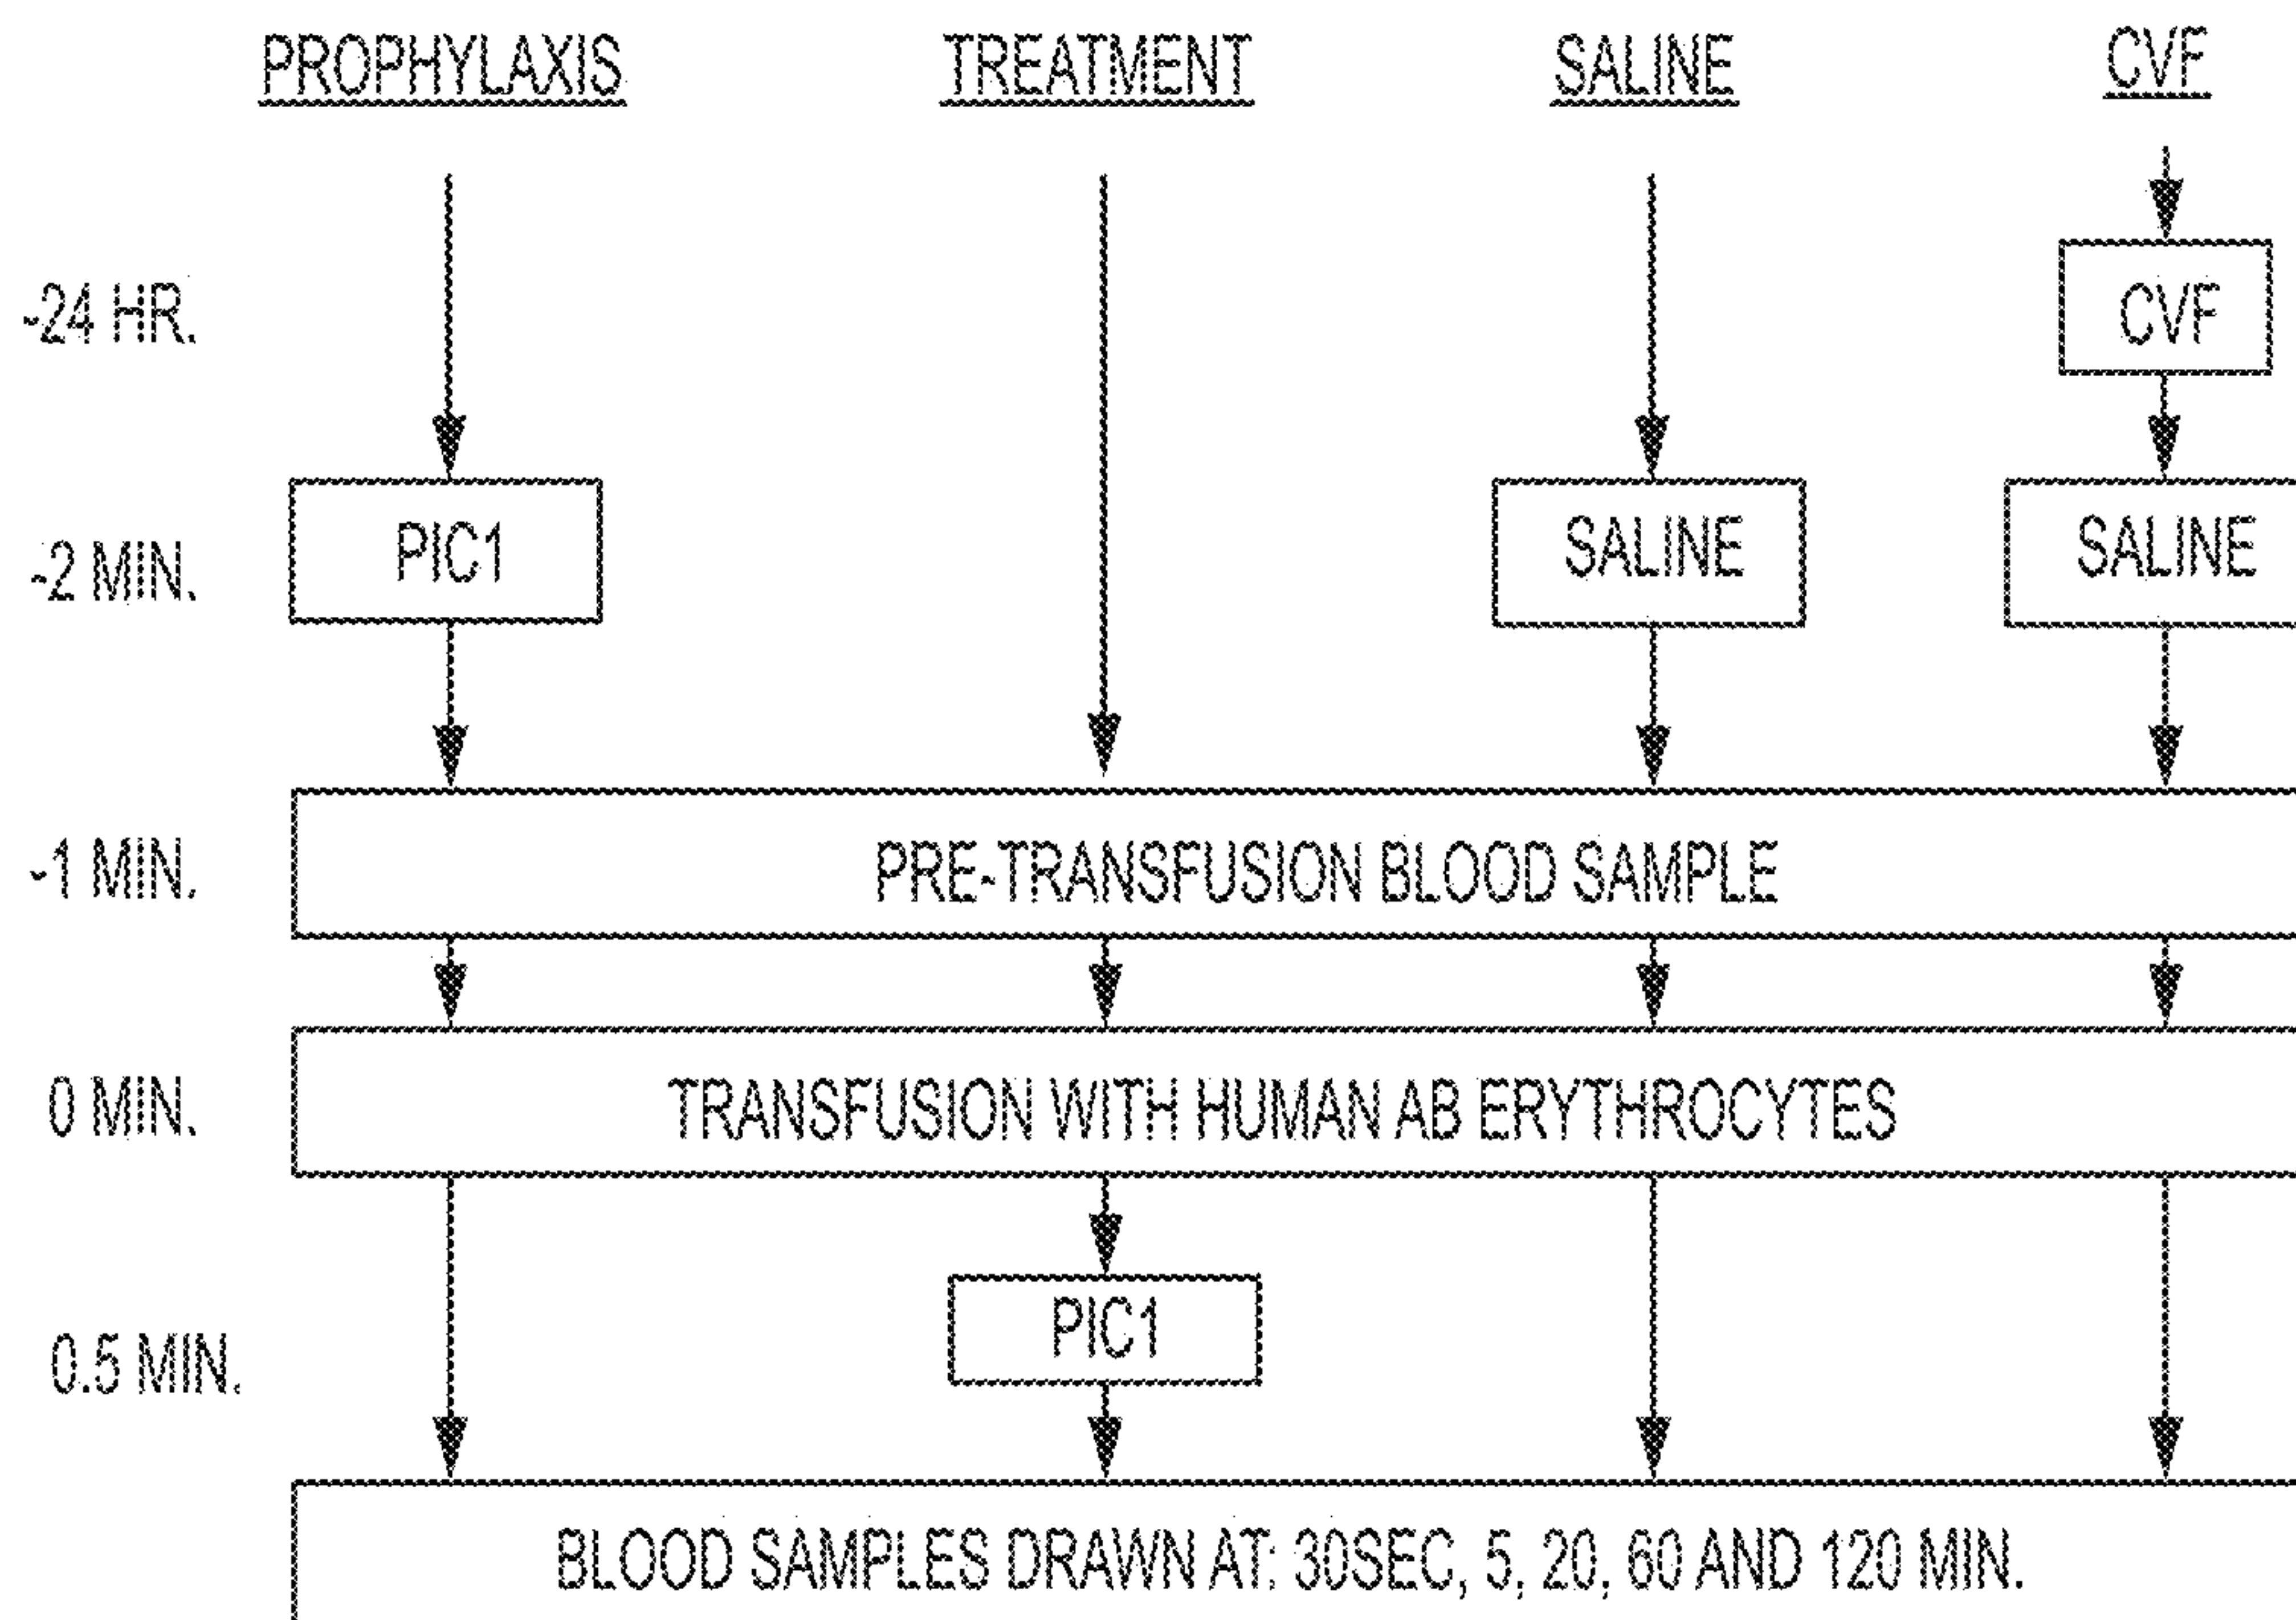 PROPHYLAXIS TREATMENT SALINE CVF
-24 HR. CVF
-2 MIN. PIC1 SALINE SALINE
-1 MIN. PRE-TRANSFUSION BLOOD SAMPLE
0 MIN. TRANSFUSION WITH HUMAN AB ERYTHROCYTES
0.5 MIN. PIC1
BLOOD SAMPLES DRAWN AT: 30SEC, 5, 20, 60 AND 120 MIN.